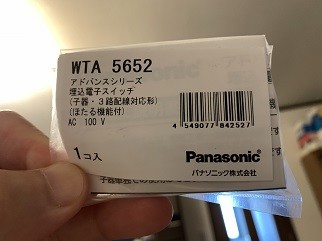 WTA 5652
アドバンスシリーズ
埋込電子スイッチ
(子器・3路配線対応形)
(ほたる機能付)
AC 100 V
4 549077 842527
1コ入
Panasonic
パナソニック株式会社